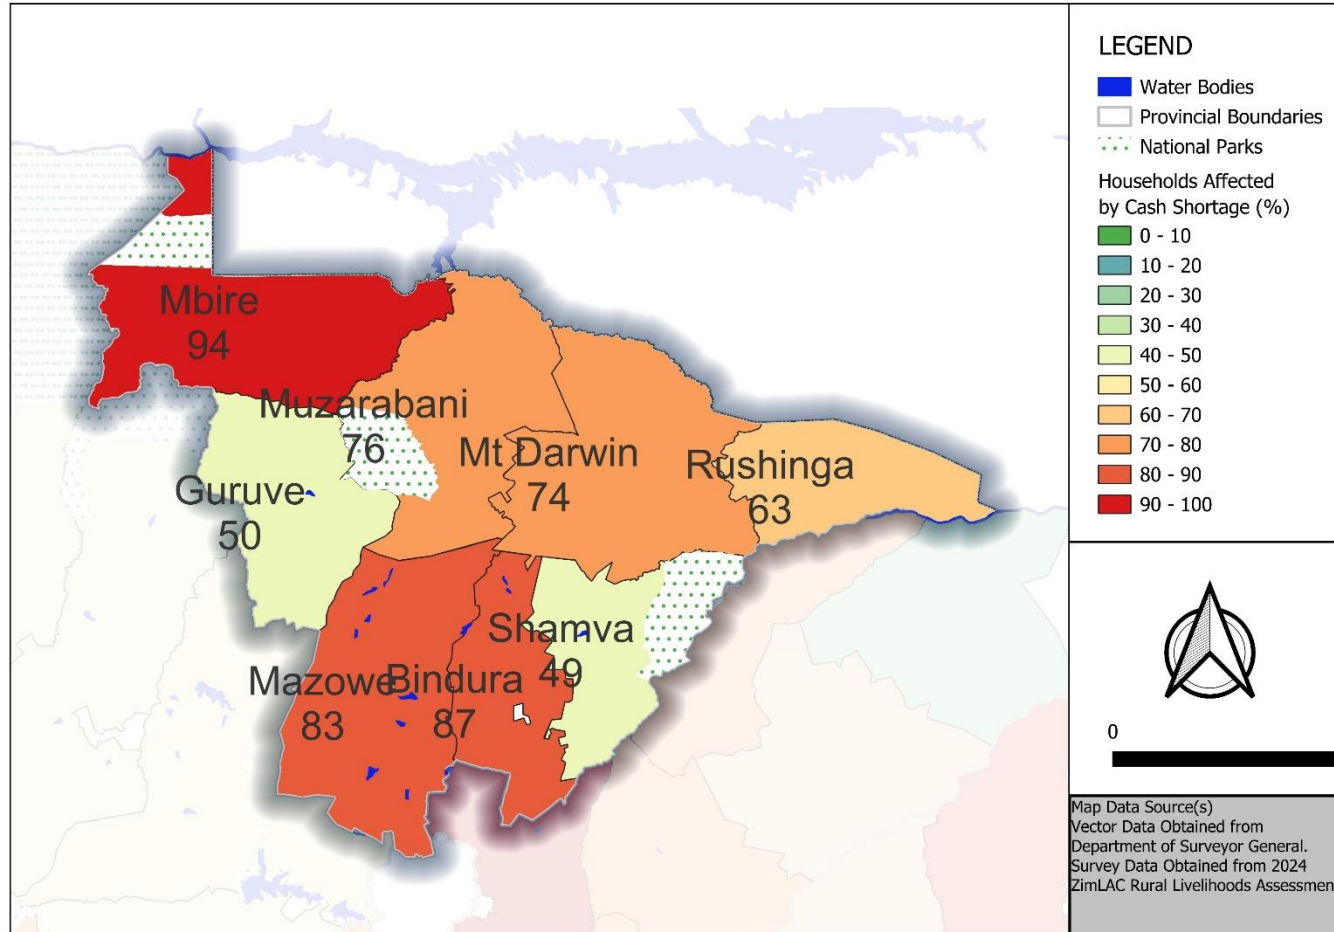 Mbire
94
Muzarabani
76
Mt Darwin
74
Rushinga
63
Guruve
50
Shamva
49
Mazowe
83
Bindura
87
LEGEND
Water Bodies
Provincial Boundaries
National Parks
Households Affected
by Cash Shortage (%)
0 - 10
10 - 20
20 - 30
30 - 40
40 - 50
50 - 60
60 - 70
70 - 80
80 - 90
90 - 100
0
Map Data Source(s)
Vector Data Obtained from
Department of Surveyor General.
Survey Data Obtained from 2024
ZimLAC Rural Livelihoods Assessmen